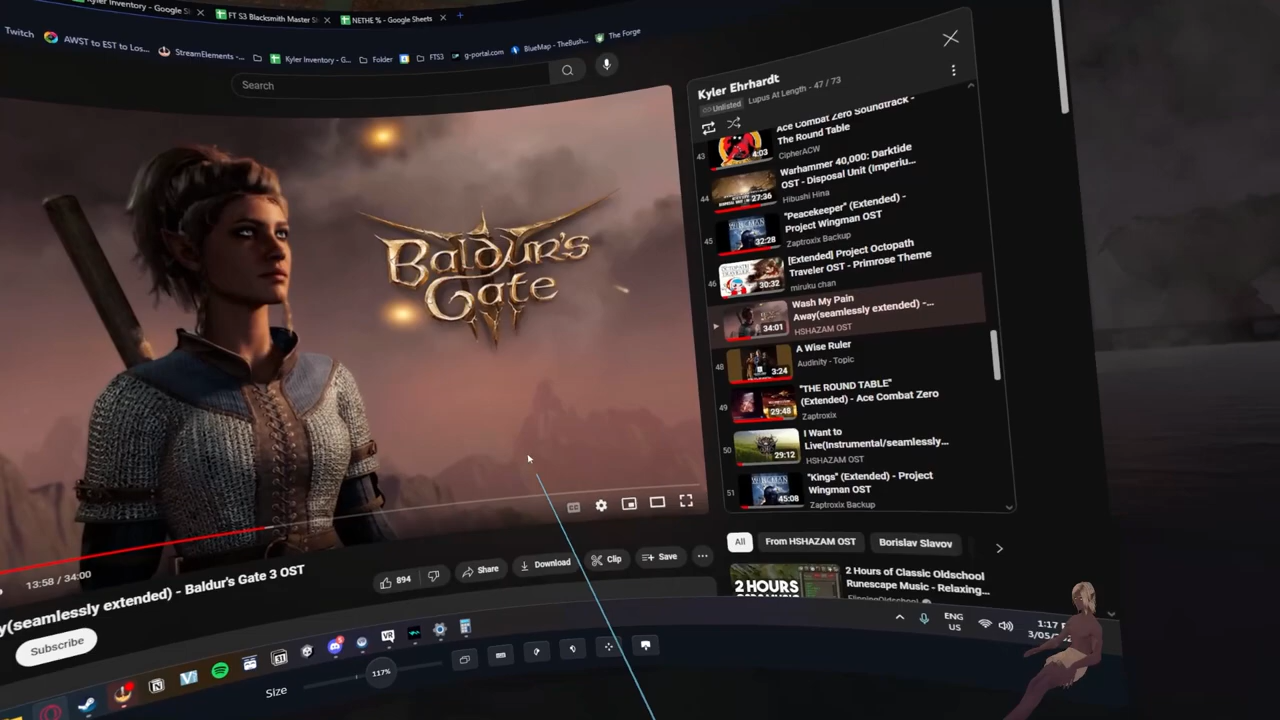 Kyler Inventory - Google S
FT S3 Blacksmith Master Sh
NETHE % - Google Sheets
Twitch
AWST to EST to Los...
StreamElements -...
Kyler Inventory - G...
Folder
FTS3
g-portal.com
BlueMap - TheBush...
The Forge
Search
Baldur's
Gate
13:58 / 34:00
y(seamlessly extended) - Baldur's Gate 3 OST
Subscribe
894
Share
Download
Clip
Save
Kyler Ehrhardt
Unlisted
Lupus At Length - 47 / 73
43
4:03
Ace Combat Zero Soundtrack -
The Round Table
CipherACW
44
27:36
Warhammer 40,000: Darktide
OST - Disposal Unit (Imperiu...
Hibushi Hina
45
32:28
"Peacekeeper" (Extended) -
Project Wingman OST
Zaptroxix Backup
46
30:32
[Extended] Project Octopath
Traveler OST - Primrose Theme
miruku chan
34:01
Wash My Pain
Away(seamlessly extended) -...
HSHAZAM OST
48
3:24
A Wise Ruler
Audinity - Topic
49
29:48
"THE ROUND TABLE"
(Extended) - Ace Combat Zero
Zaptroxix
50
29:12
I Want to
Live(Instrumental/seamlessly...
HSHAZAM OST
51
45:08
"Kings" (Extended) - Project
Wingman OST
Zaptroxix Backup
All
From HSHAZAM OST
Borislav Slavov
2 HOURS
2 Hours of Classic Oldschool
Runescape Music - Relaxing...
FlippingOldschool
ENG
US
1:17 P
3/05/
Size
117%